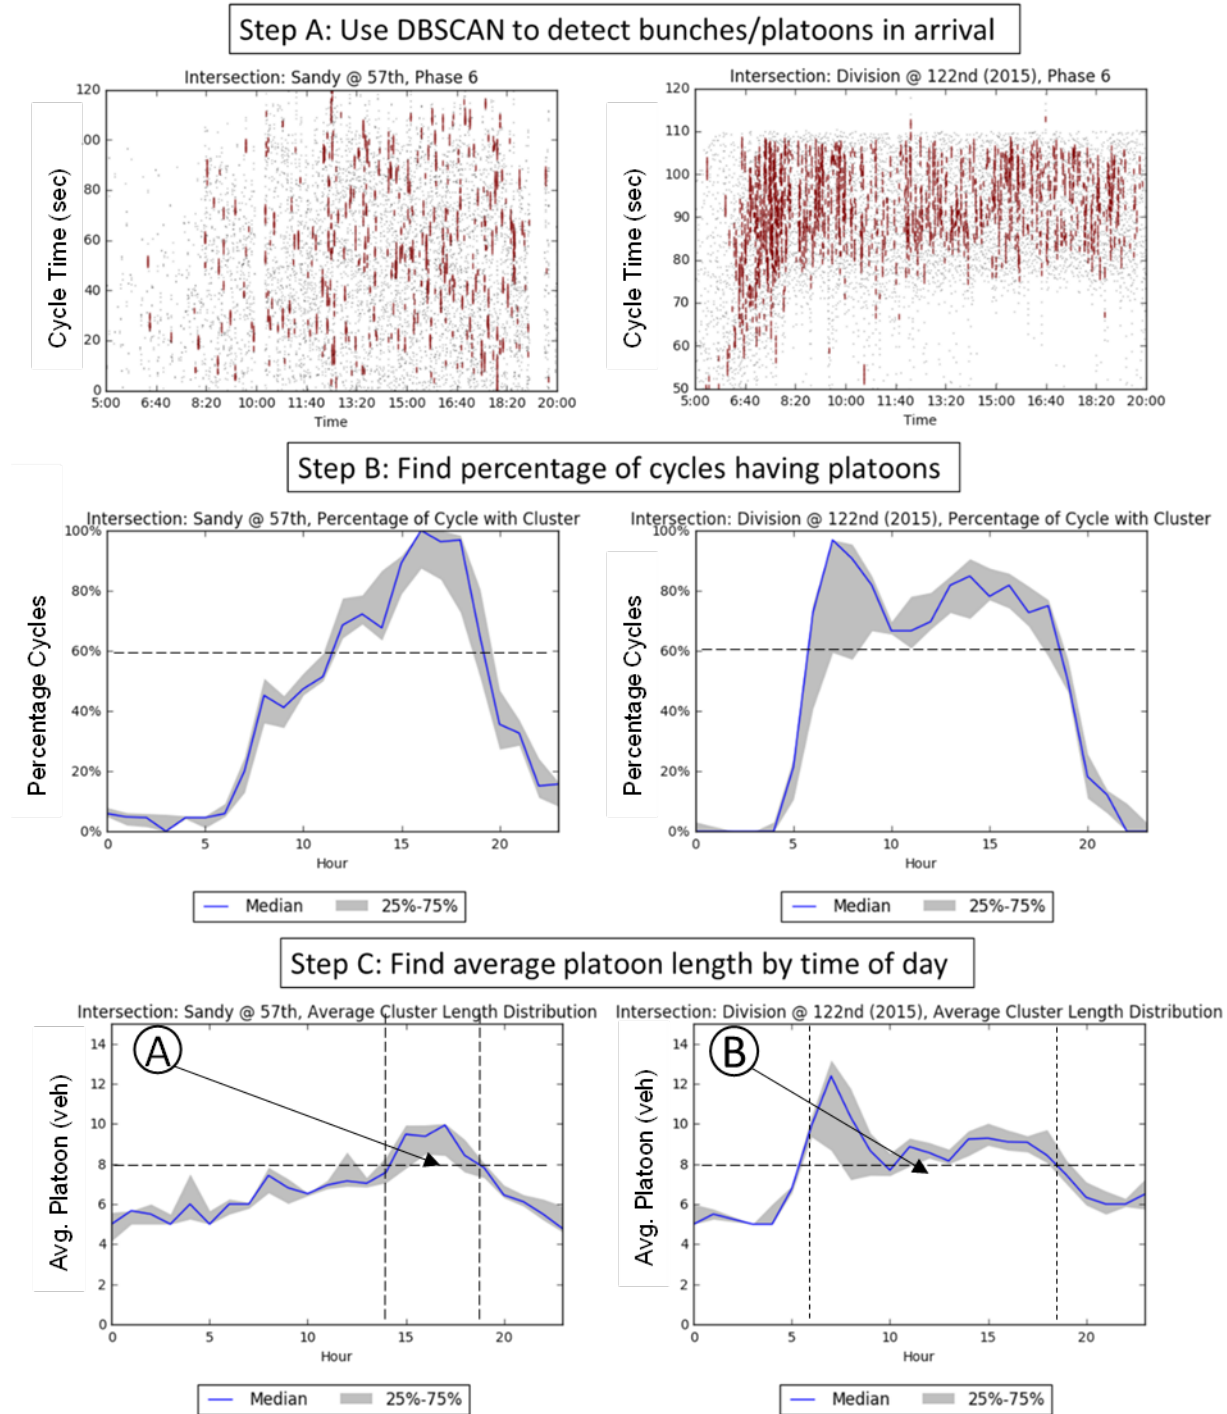 Step A: Use DBSCAN to detect bunches/platoons in arrival
Intersection: Sandy @ 57th, Phase 6
Cycle Time (sec)
120
00
80
60
40
20
0
5:00 6:40 8:20 10:00 11:40 13:20 15:00 16:40 18:20 20:00
Time
Intersection: Division @ 122nd (2015), Phase 6
Cycle Time (sec)
120
110
100
90
80
70
60
50
5:00 6:40 8:20 10:00 11:40 13:20 15:00 16:40 18:20 20:00
Time
Step B: Find percentage of cycles having platoons
Intersection: Sandy @ 57th, Percentage of Cycle with Cluster
Percentage Cycles
100%
80%
60%
40%
20%
0%
0 5 10 15 20
Hour
Median 25%-75%
Intersection: Division @ 122nd (2015), Percentage of Cycle with Cluster
Percentage Cycles
100%
80%
60%
40%
20%
0%
0 5 10 15 20
Hour
Median 25%-75%
Step C: Find average platoon length by time of day
Intersection: Sandy @ 57th, Average Cluster Length Distribution
Avg. Platoon (veh)
A
14
12
10
8
6
4
2
0
0 5 10 15 20
Hour
Median 25%-75%
Intersection: Division @ 122nd (2015), Average Cluster Length Distribution
Avg. Platoon (veh)
B
14
12
10
8
6
4
2
0
0 5 10 15 20
Hour
Median 25%-75%